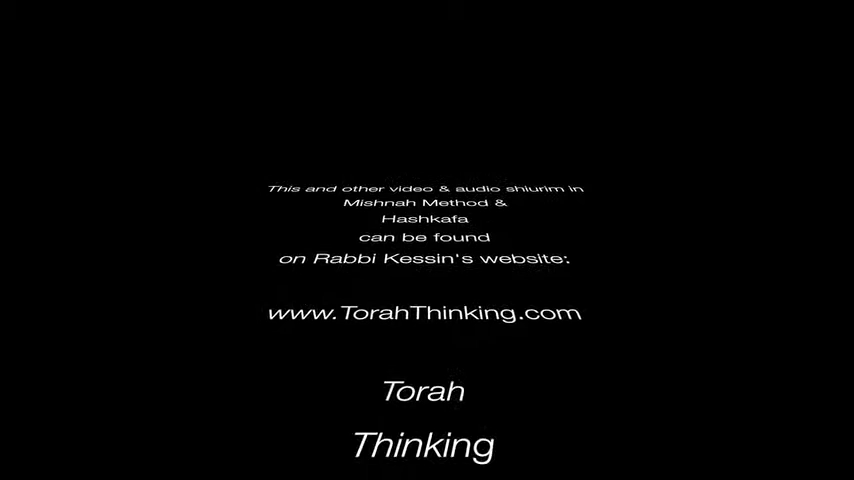 This and other video & audio shiurim in
Mishnah Method &
Hashkafa
can be found
on Rabbi Kessin's website:
www.TorahThinking.com
Torah
Thinking